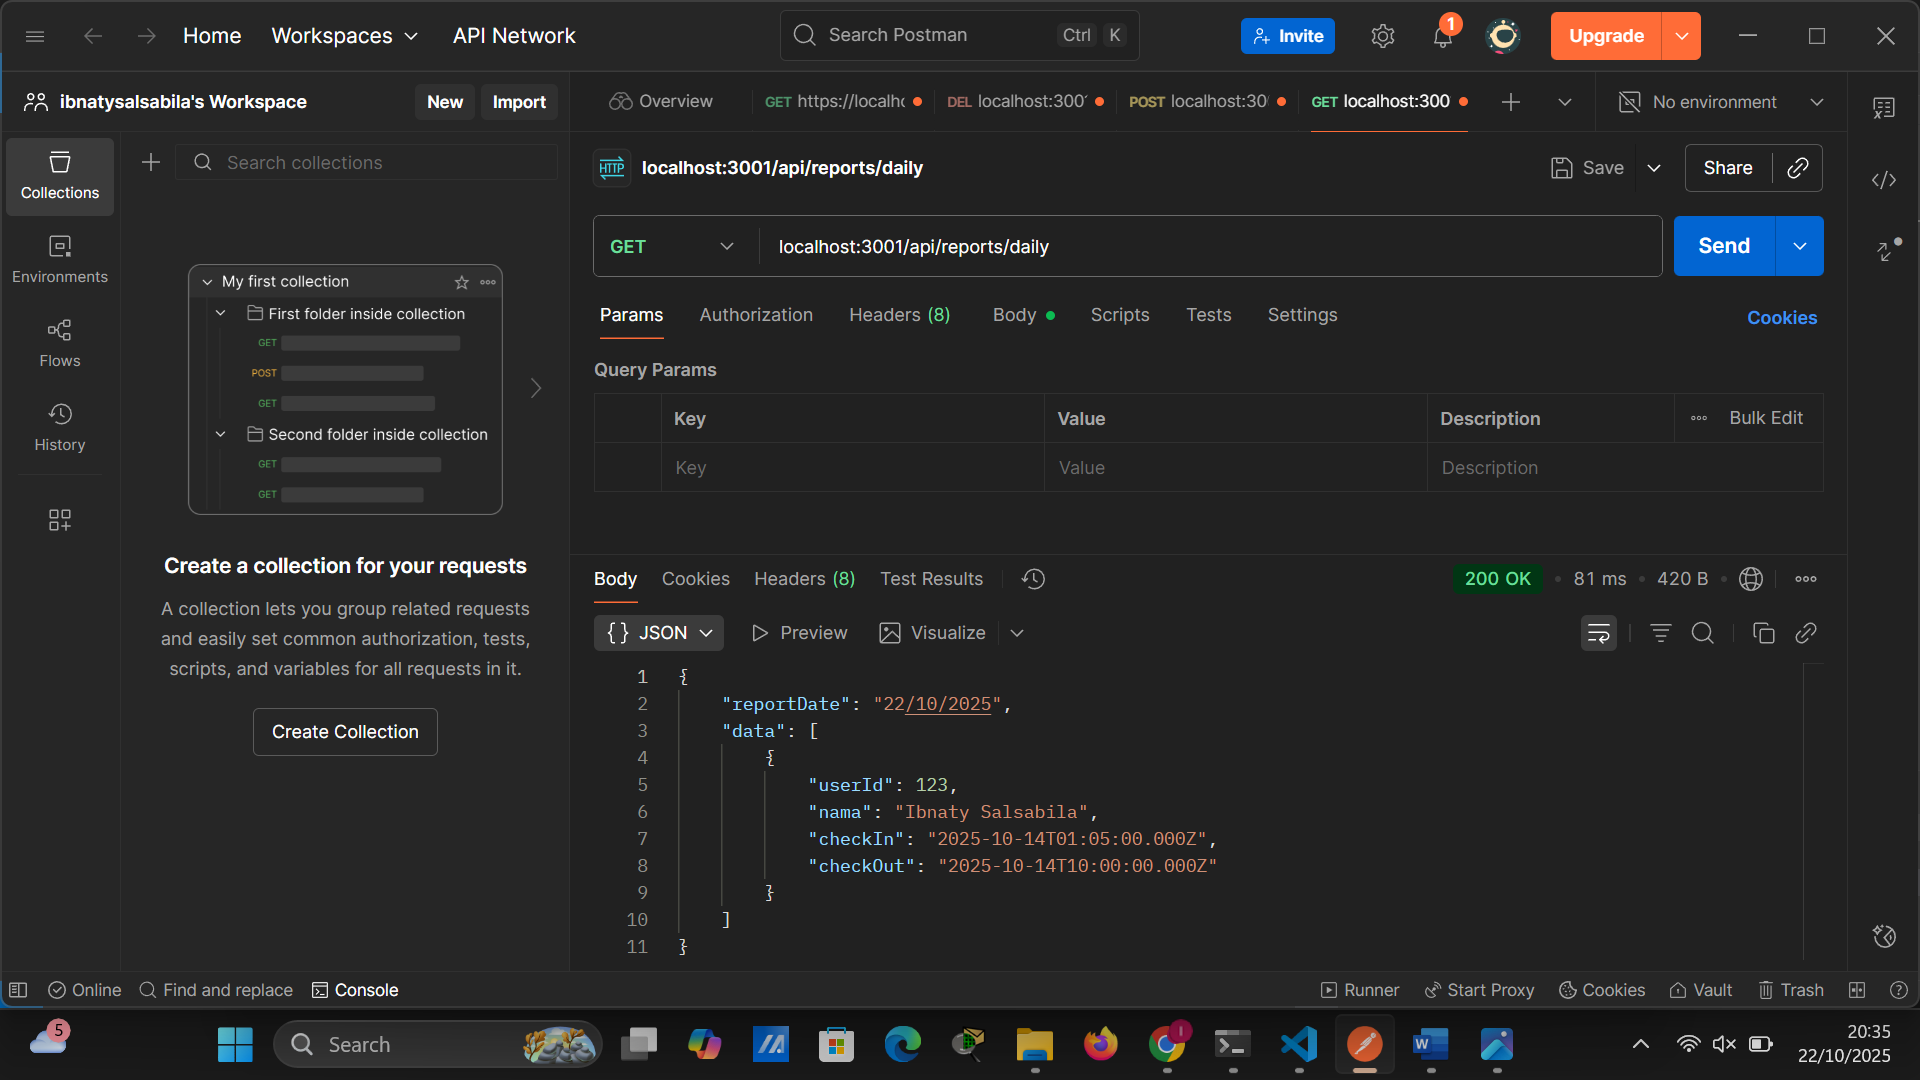 Home
Workspaces
API Network
Search Postman
Ctrl K
Invite
1
Upgrade
ibnatysalsabila's Workspace
New
Import
Overview
GET https://localhc
DEL localhost:300
POST localhost:30
GET localhost:300
No environment
Collections
Environments
Flows
History
Search collections
My first collection
First folder inside collection
GET
POST
GET
Second folder inside collection
GET
GET
Create a collection for your requests
A collection lets you group related requests
and easily set common authorization, tests,
scripts, and variables for all requests in it.
Create Collection
HTTP localhost:3001/api/reports/daily
Save
Share
GET
localhost:3001/api/reports/daily
Send
Params
Authorization
Headers (8)
Body
Scripts
Tests
Settings
Cookies
Query Params
Key Value Description Bulk Edit
Key Value Description
Body
Cookies
Headers (8)
Test Results
200 OK
81 ms
420 B
{} JSON
Preview
Visualize
1 {
2 "reportDate": "22/10/2025",
3 "data": [
4 {
5 "userId": 123,
6 "nama": "Ibnaty Salsabila",
7 "checkIn": "2025-10-14T01:05:00.000Z",
8 "checkOut": "2025-10-14T10:00:00.000Z"
9 }
10 ]
11 }
Online
Find and replace
Console
Runner
Start Proxy
Cookies
Vault
Trash
5
Search
W
1
20:35
22/10/2025